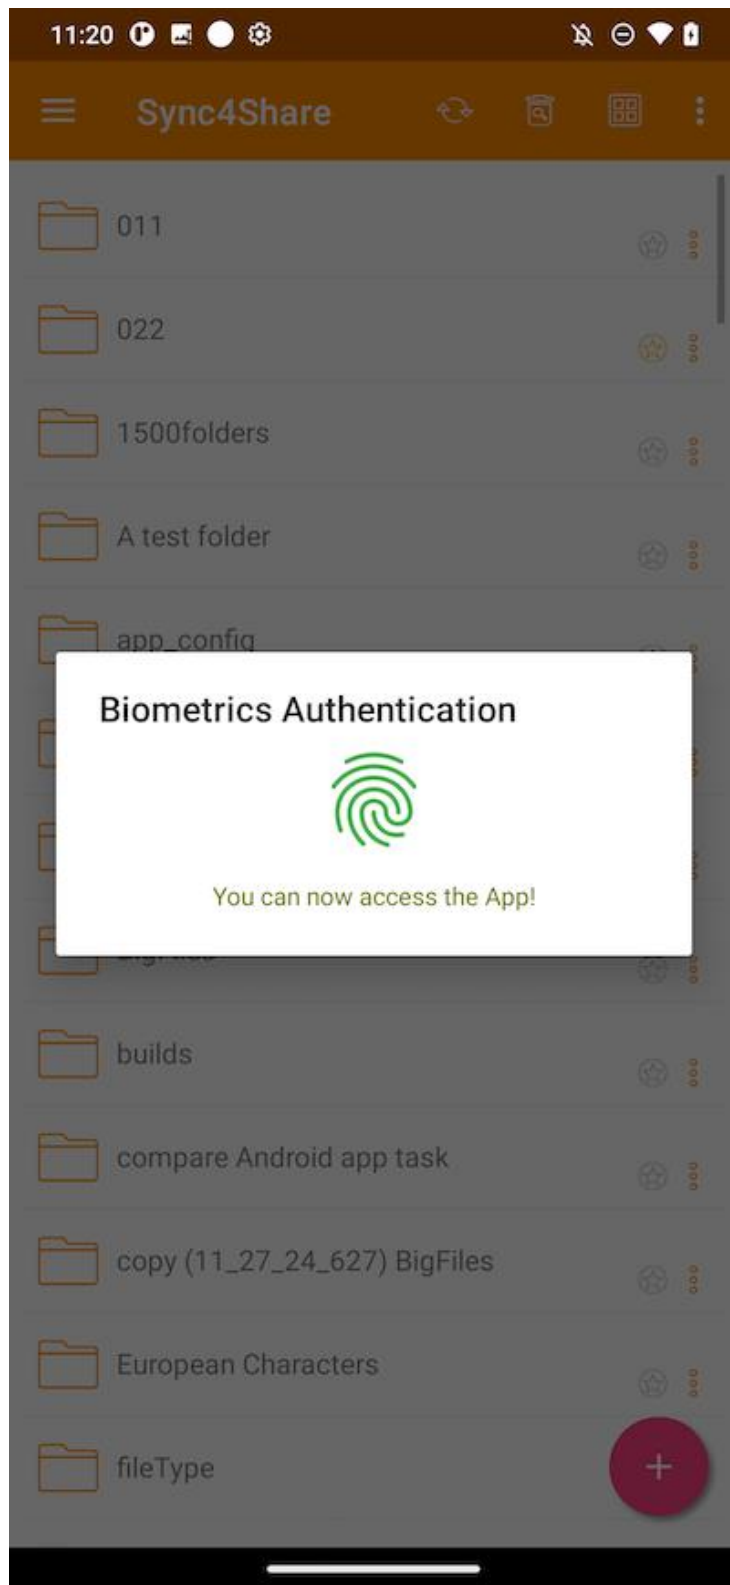 11:20
Sync4Share
011
022
1500folders
A test folder
app_config
Biometrics Authentication
You can now access the App!
builds
compare Android app task
copy (11_27_24_627) BigFiles
European Characters
fileType